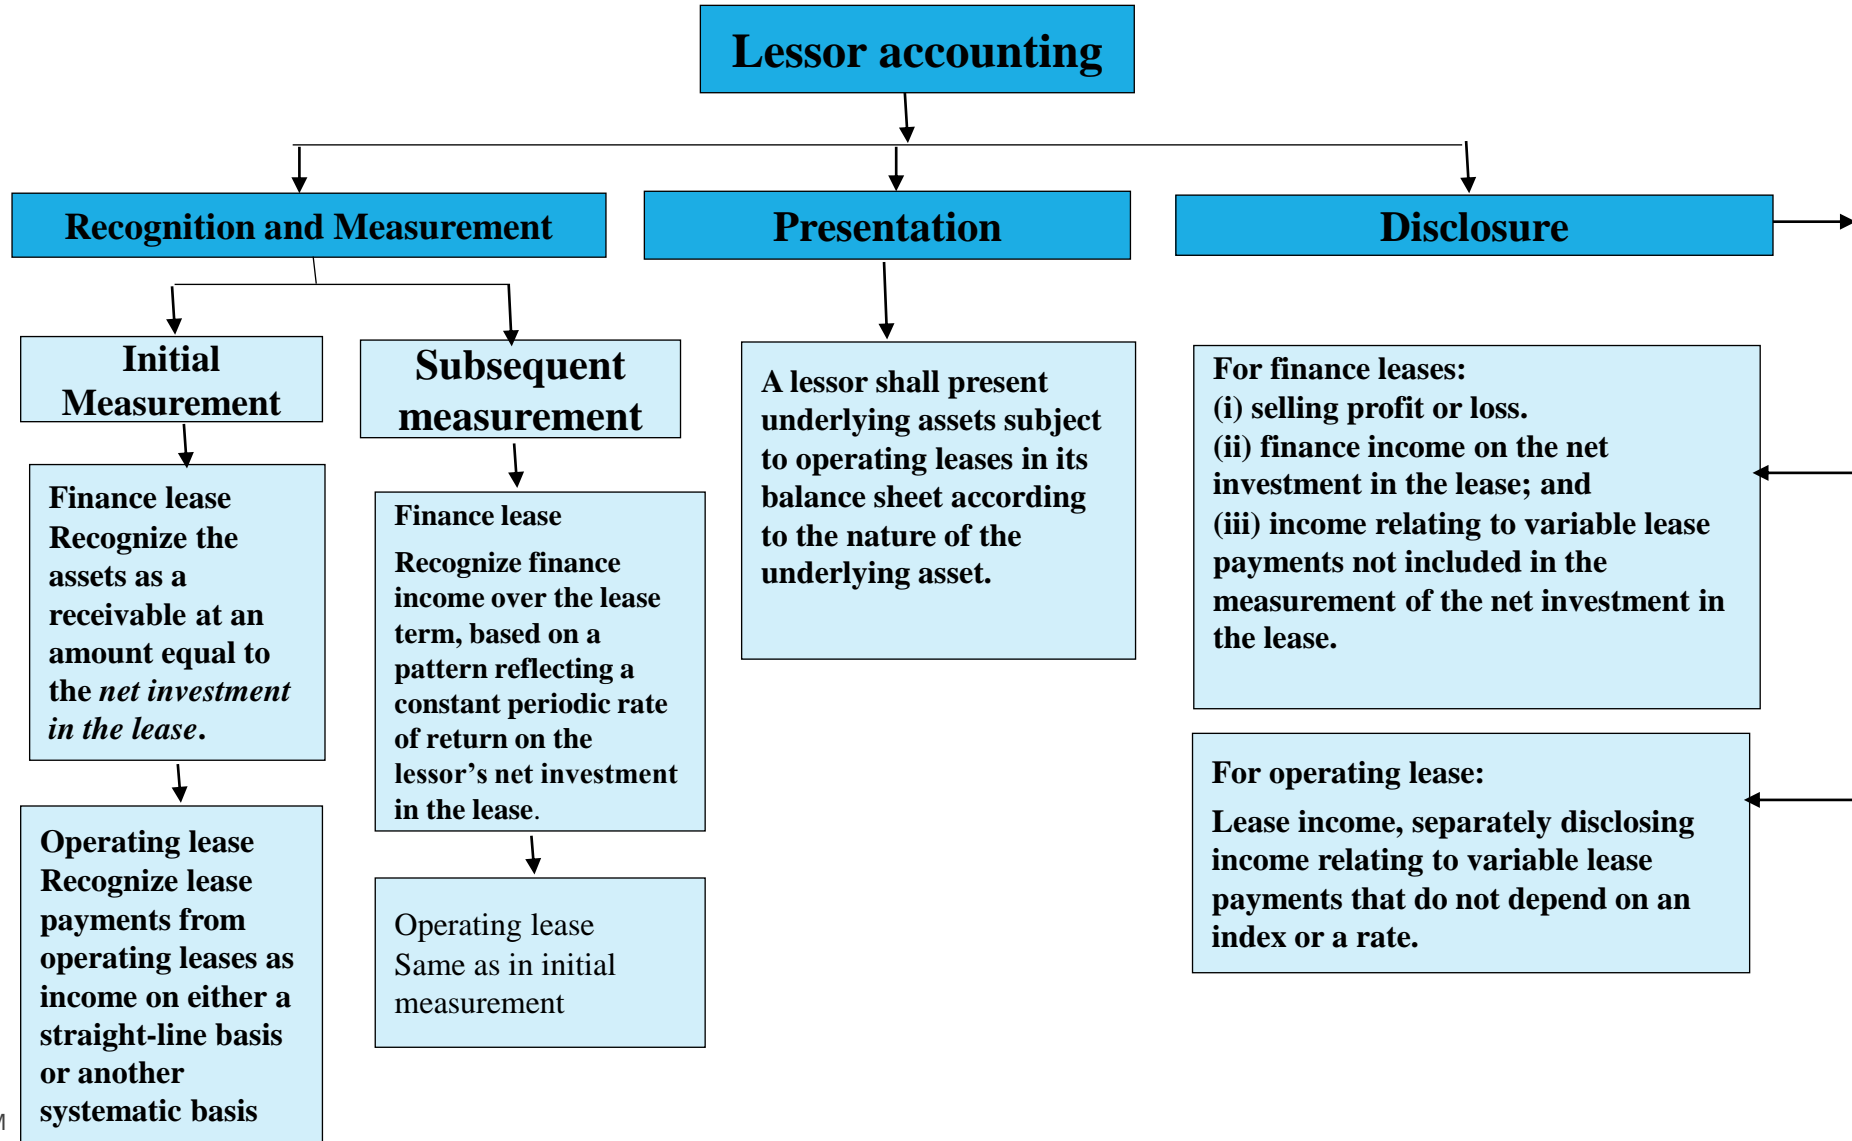 Lessor accounting
Recognition and Measurement
Presentation
Disclosure
Initial
Measurement
Finance lease
Recognize the
assets as a
receivable at an
amount equal to
the net investment
in the lease.
Operating lease
Recognize lease
payments from
operating leases as
income on either a
straight-line basis
or another
systematic basis
Subsequent
measurement
Finance lease
Recognize finance
income over the lease
term, based on a
pattern reflecting a
constant periodic rate
of return on the
lessor’s net investment
in the lease.
Operating lease
Same as in initial
measurement
A lessor shall present
underlying assets subject
to operating leases in its
balance sheet according
to the nature of the
underlying asset.
For finance leases:
(i) selling profit or loss.
(ii) finance income on the net
investment in the lease; and
(iii) income relating to variable lease
payments not included in the
measurement of the net investment in
the lease.
For operating lease:
Lease income, separately disclosing
income relating to variable lease
payments that do not depend on an
index or a rate.